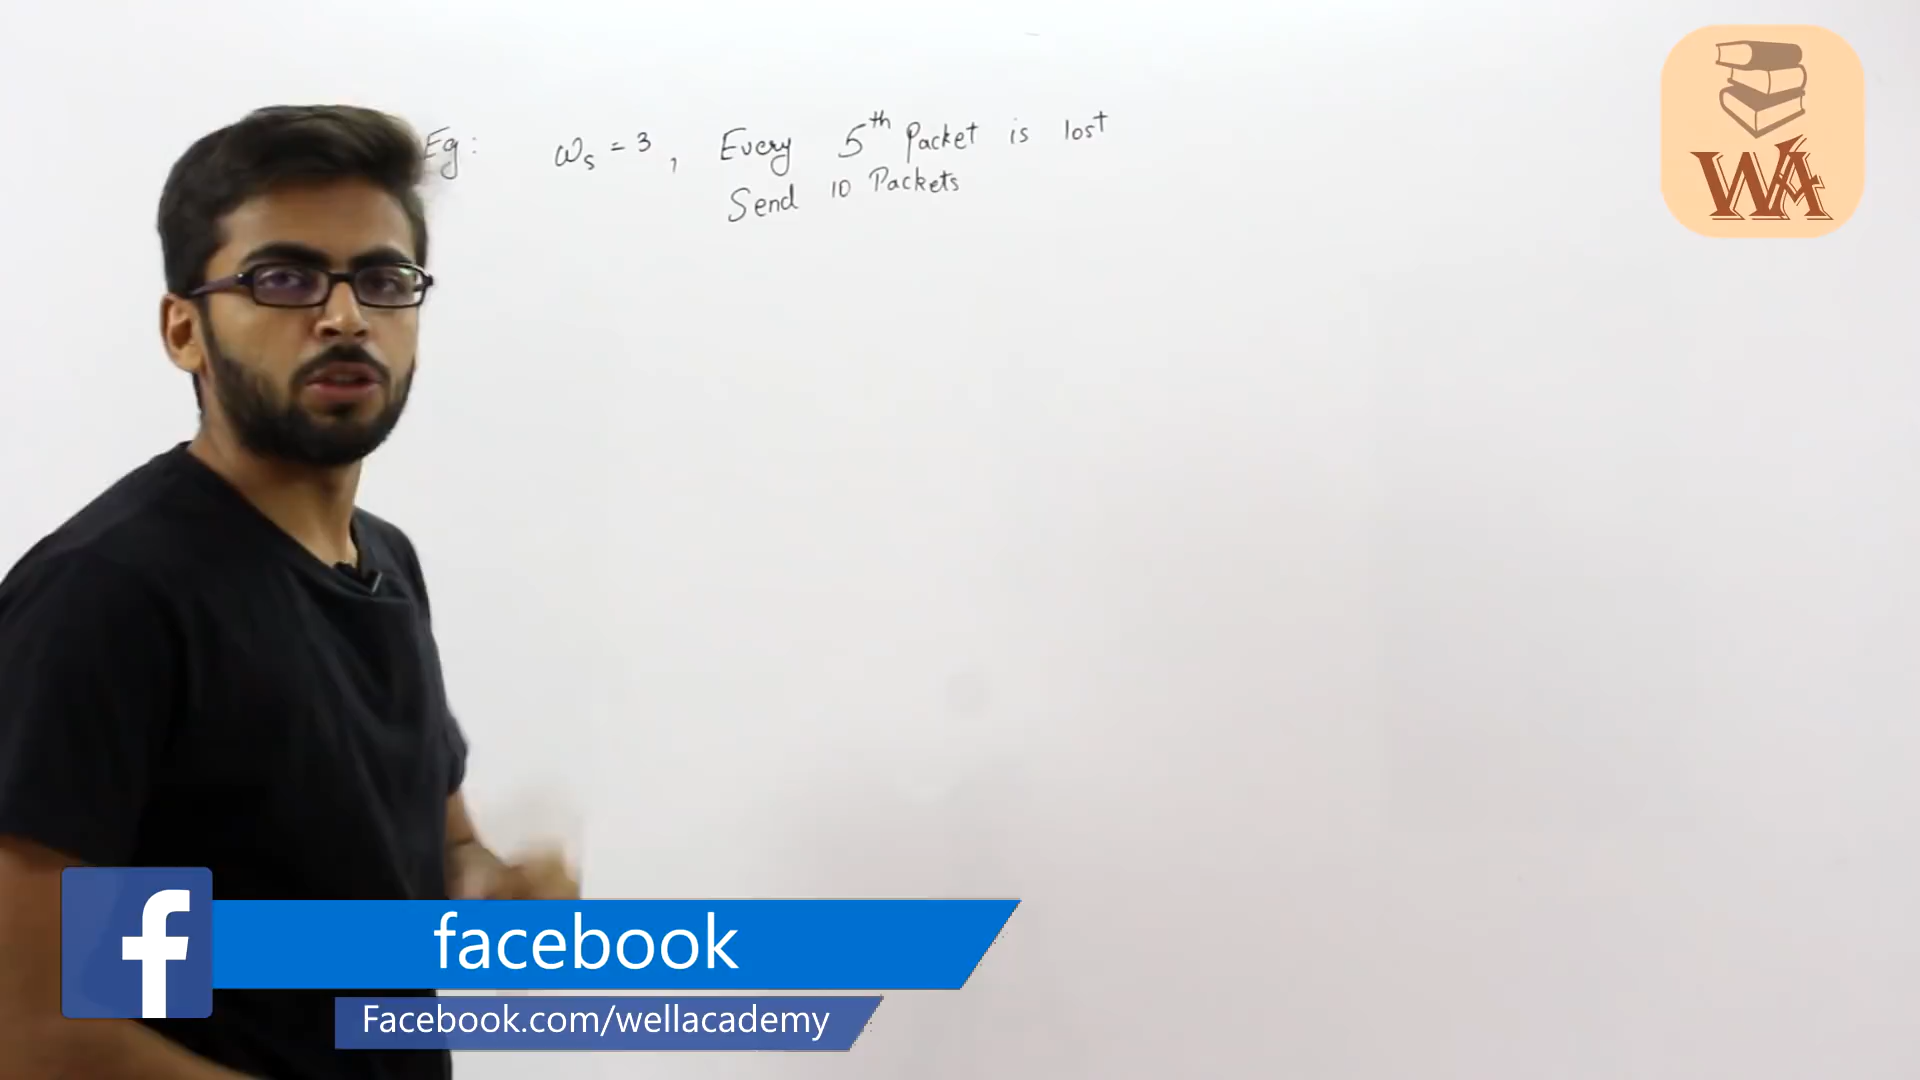 Eg: ωs = 3, Every 5th Packet is lost
Send 10 Packets
WA
facebook
Facebook.com/wellacademy